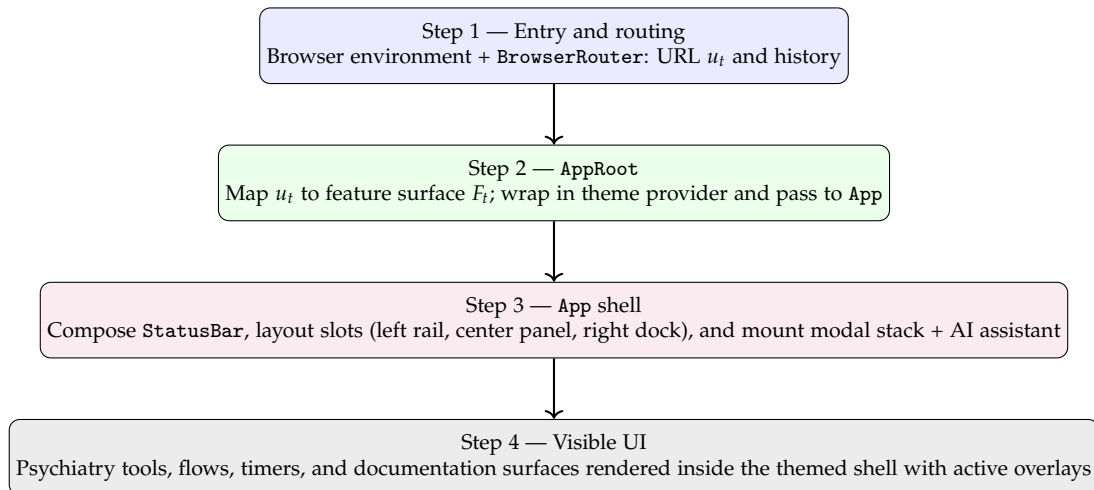 Step 1 — Entry and routing
Browser environment + BrowserRouter: URL u_t and history
Step 2 — AppRoot
Map u_t to feature surface F_t; wrap in theme provider and pass to App
Step 3 — App shell
Compose StatusBar, layout slots (left rail, center panel, right dock), and mount modal stack + AI assistant
Step 4 — Visible UI
Psychiatry tools, flows, timers, and documentation surfaces rendered inside the themed shell with active overlays